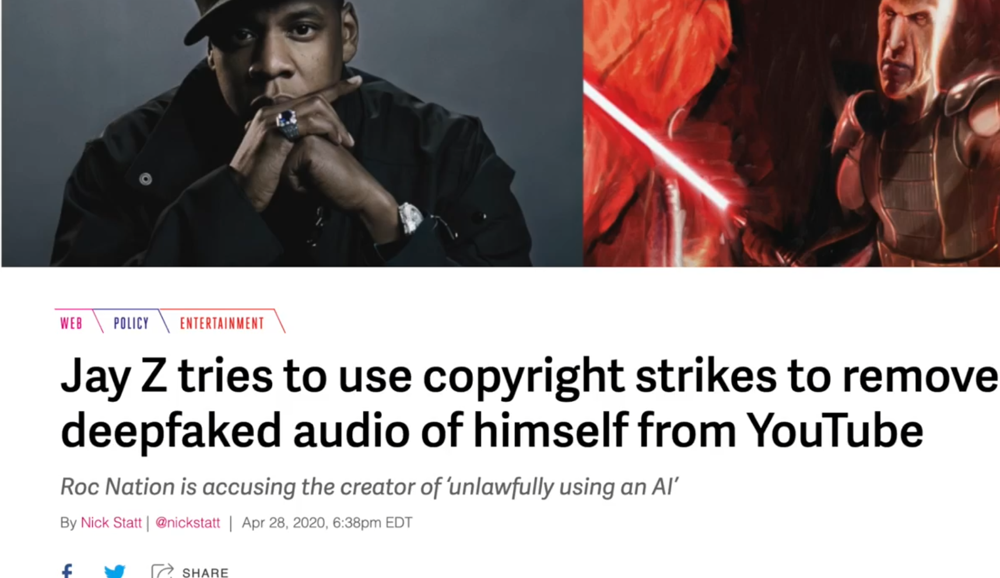 WEB POLICY ENTERTAINMENT
Jay Z tries to use copyright strikes to remove
deepfaked audio of himself from YouTube
Roc Nation is accusing the creator of ‘unlawfully using an AI’
By Nick Statt | @nickstatt | Apr 28, 2020, 6:38pm EDT
SHARE